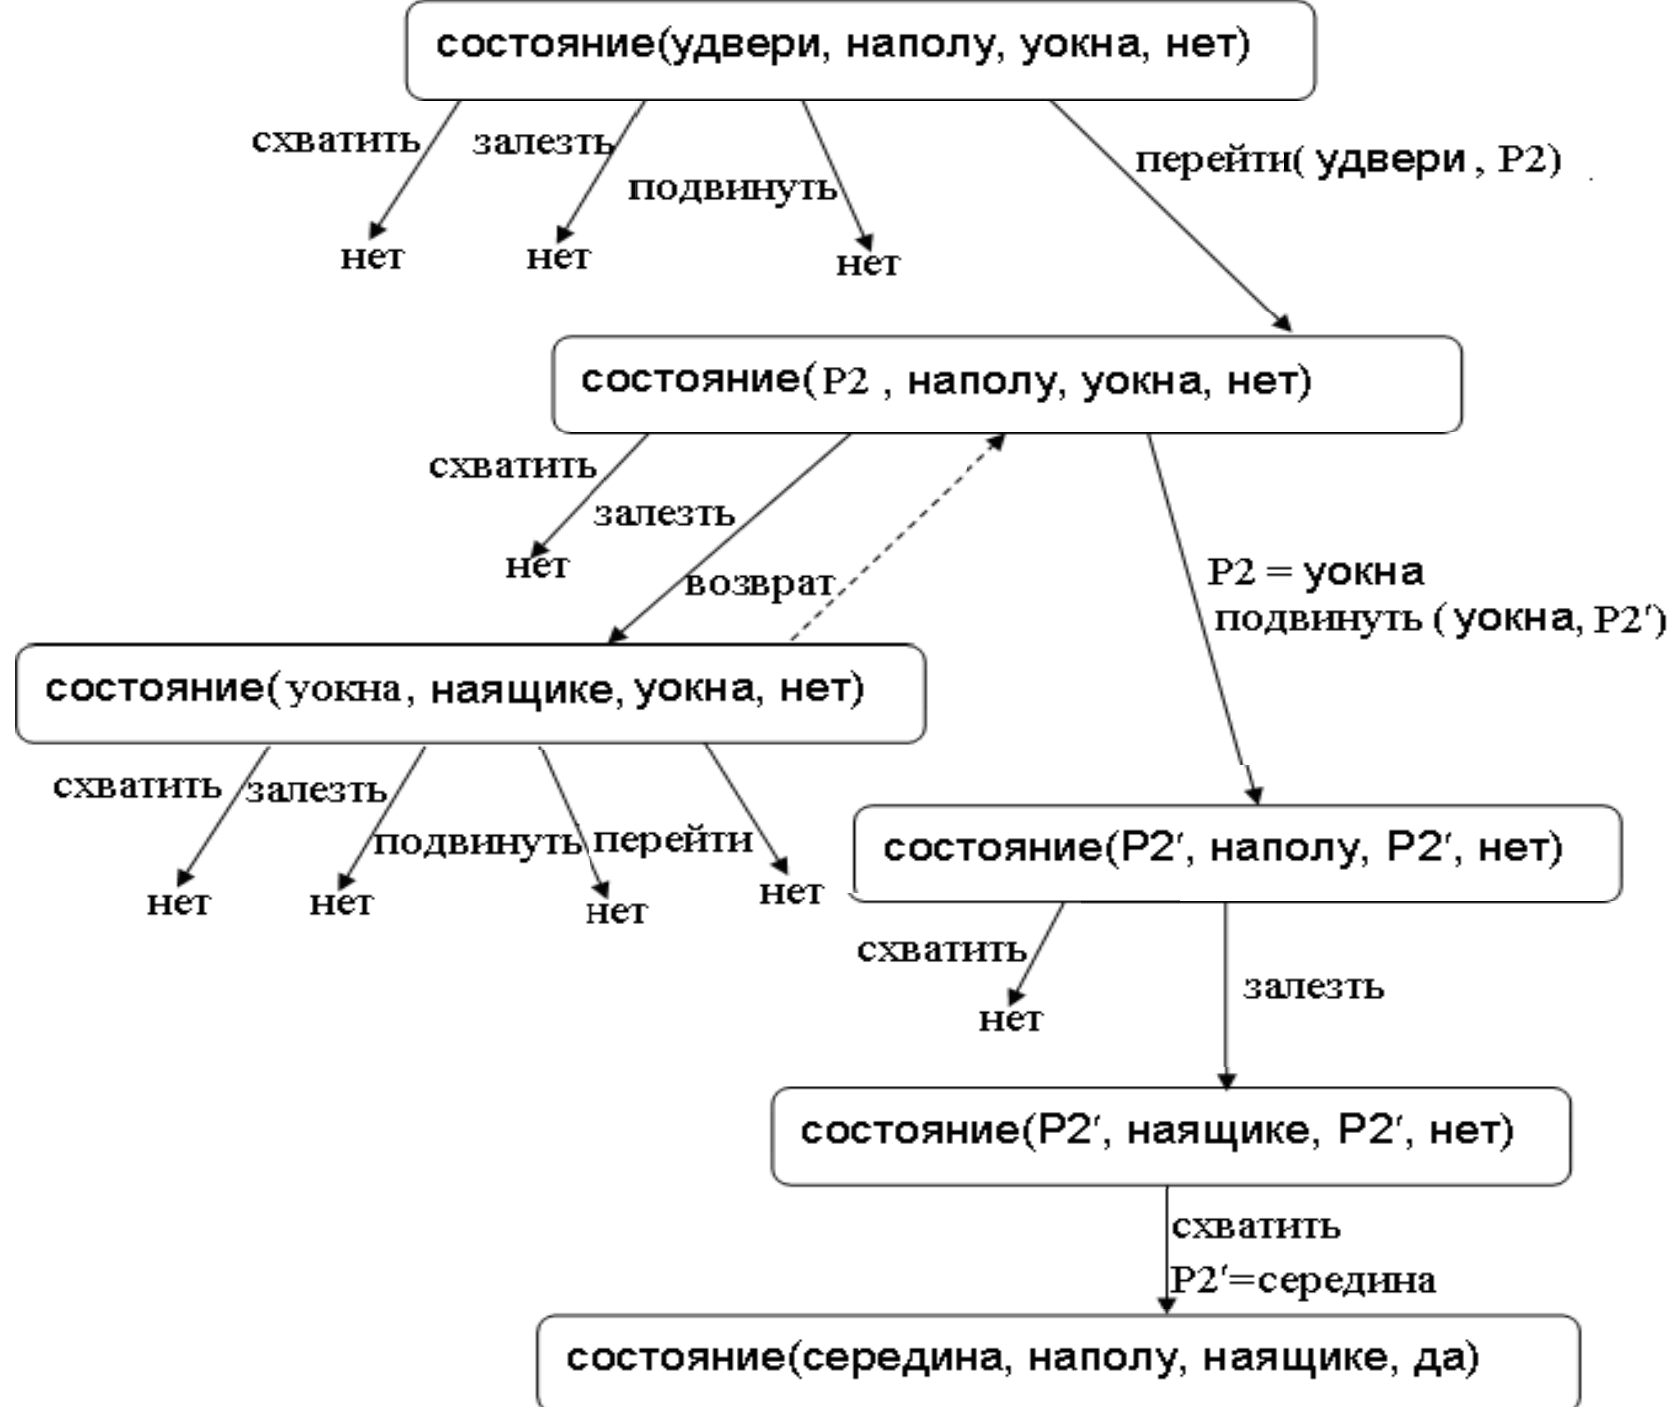 состояние(удвери, наполу, уокна, нет)
схватить
залезть
подвинуть
перейти( удвери , P2) .
нет
нет
нет
состояние(P2 , наполу, уокна, нет)
схватить
залезть
нет
возврат
P2 = уокна
подвинуть ( уокна, P2')
состояние(уокна, наящике, уокна, нет)
схватить
залезть
подвинуть
перейти
нет
нет
нет
нет
состояние(P2', наполу, P2', нет)
схватить
залезть
нет
состояние(P2', наящике, P2', нет)
схватить
P2'=середина
состояние(середина, наполу, наящике, да)